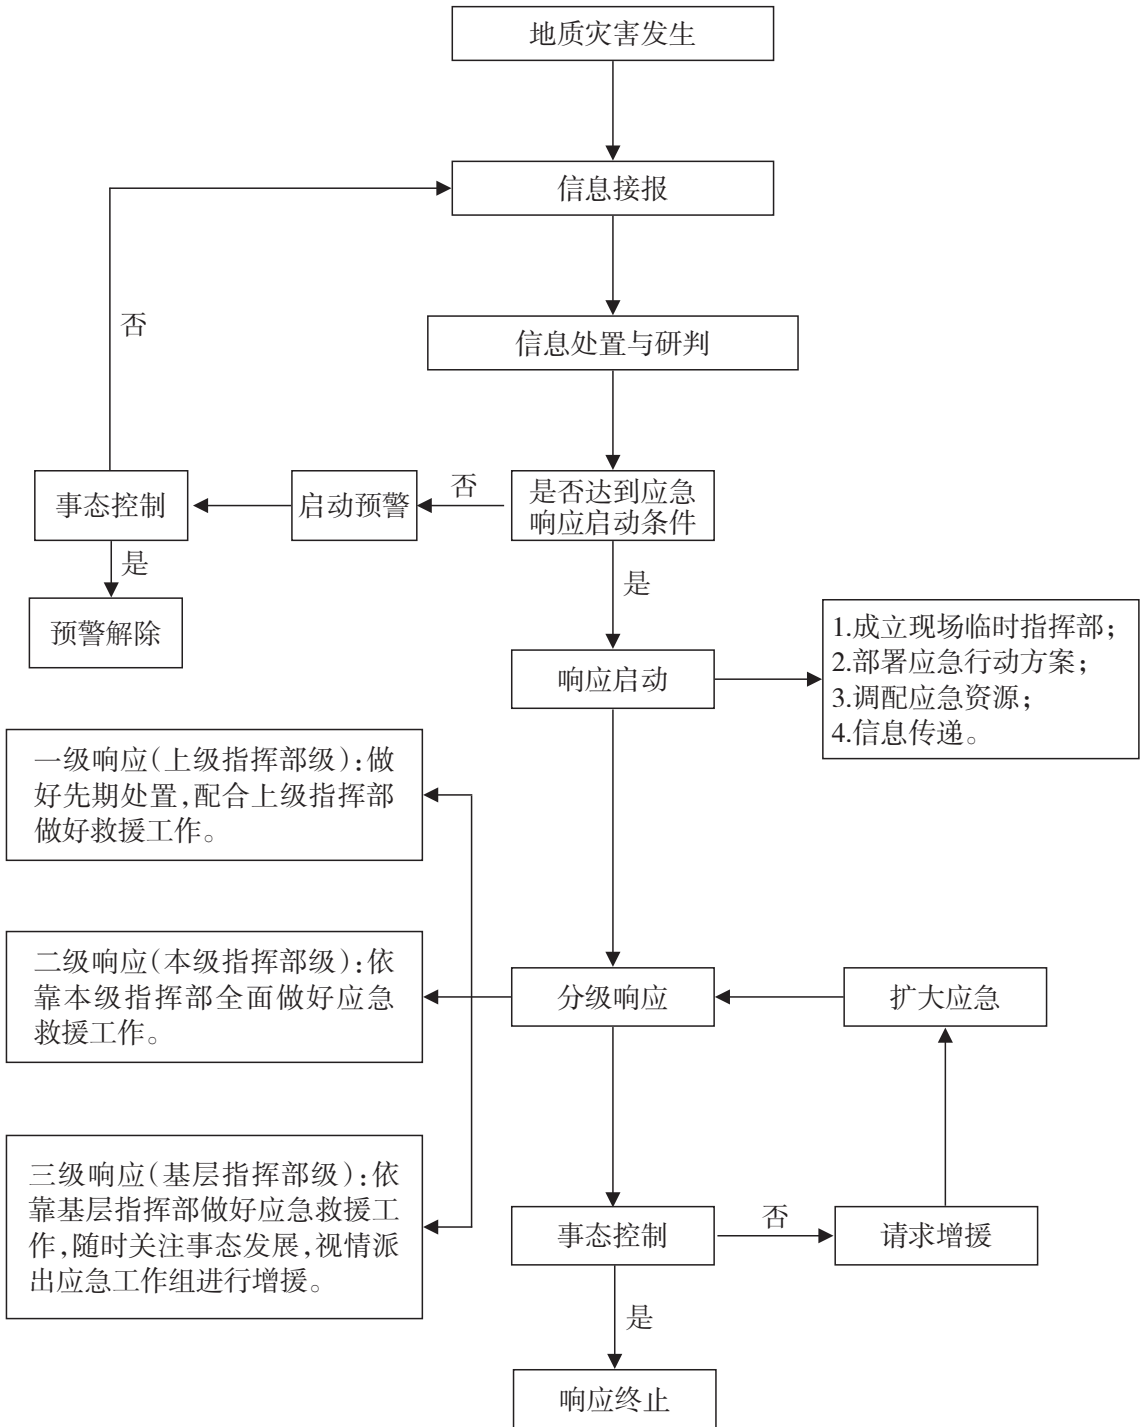 地质灾害发生
信息接报
否
信息处置与研判
事态控制
启动预警
否
是否达到应急
响应启动条件
是
预警解除
是
响应启动
1.成立现场临时指挥部；
2.部署应急行动方案；
3.调配应急资源；
4.信息传递。
一级响应（上级指挥部级）：做
好先期处置，配合上级指挥部
做好救援工作。
二级响应（本级指挥部级）：依
靠本级指挥部全面做好应急
救援工作。
分级响应
扩大应急
三级响应（基层指挥部级）：依
靠基层指挥部做好应急救援工
作，随时关注事态发展，视情派
出应急工作组进行增援。
事态控制
否
请求增援
是
响应终止